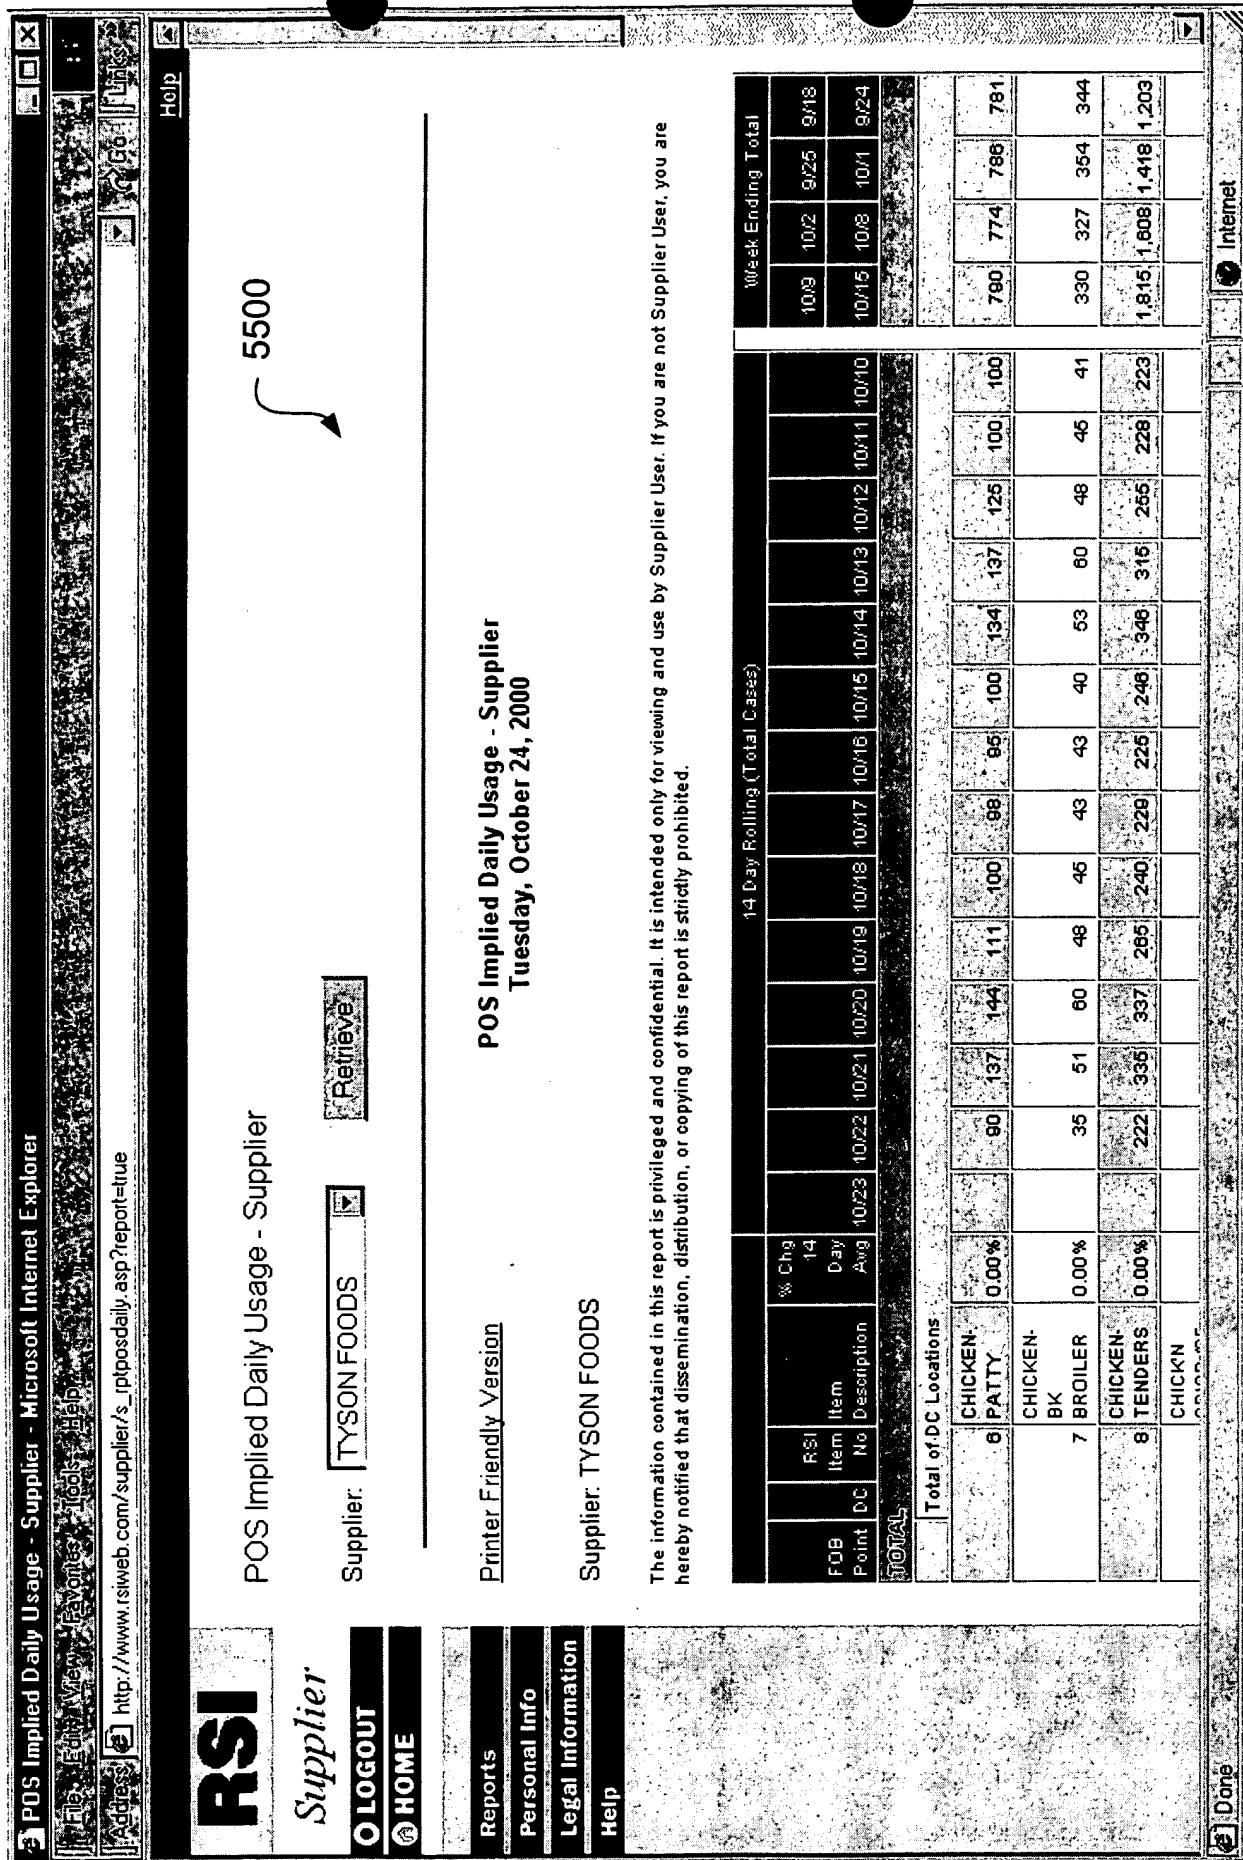 POS Implied Daily Usage - Supplier - Microsoft Internet Explorer
File Edit View Favorites Tools Help
Address http://www.rsiweb.com/supplier/s_rptposdaily.asp?report=true Go Links
Help
RSI
Supplier
LOGOUT
HOME
Reports
Personal Info
Legal Information
Help
POS Implied Daily Usage - Supplier
5500
Supplier: TYSON FOODS Retrieve
Printer Friendly Version
POS Implied Daily Usage - Supplier
Tuesday, October 24, 2000
Supplier: TYSON FOODS
The information contained in this report is privileged and confidential. It is intended only for viewing and use by Supplier User. If you are not Supplier User, you are
hereby notified that dissemination, distribution, or copying of this report is strictly prohibited.
14 Day Rolling (Total Cases) Week Ending Total
% Chg
RSI 14 10/9 10/2 9/25 9/18
FOB Item Item Day
Point DC No Description Avg 10/23 10/22 10/21 10/20 10/19 10/18 10/17 10/16 10/15 10/14 10/13 10/12 10/11 10/10 10/15 10/8 10/1 9/24
TOTAL
Total of DC Locations
CHICKEN-
6 PATTY 0.00% 90 137 144 111 100 98 95 100 134 137 125 100 100 790 774 786 781
CHICKEN-
BK
7 BROILER 0.00% 35 51 60 48 45 43 43 40 53 60 48 45 41 330 327 354 344
CHICKEN-
8 TENDERS 0.00% 222 335 337 265 240 229 225 246 346 315 255 228 223 1,815 1,608 1,418 1,203
CHICK'N
Done Internet